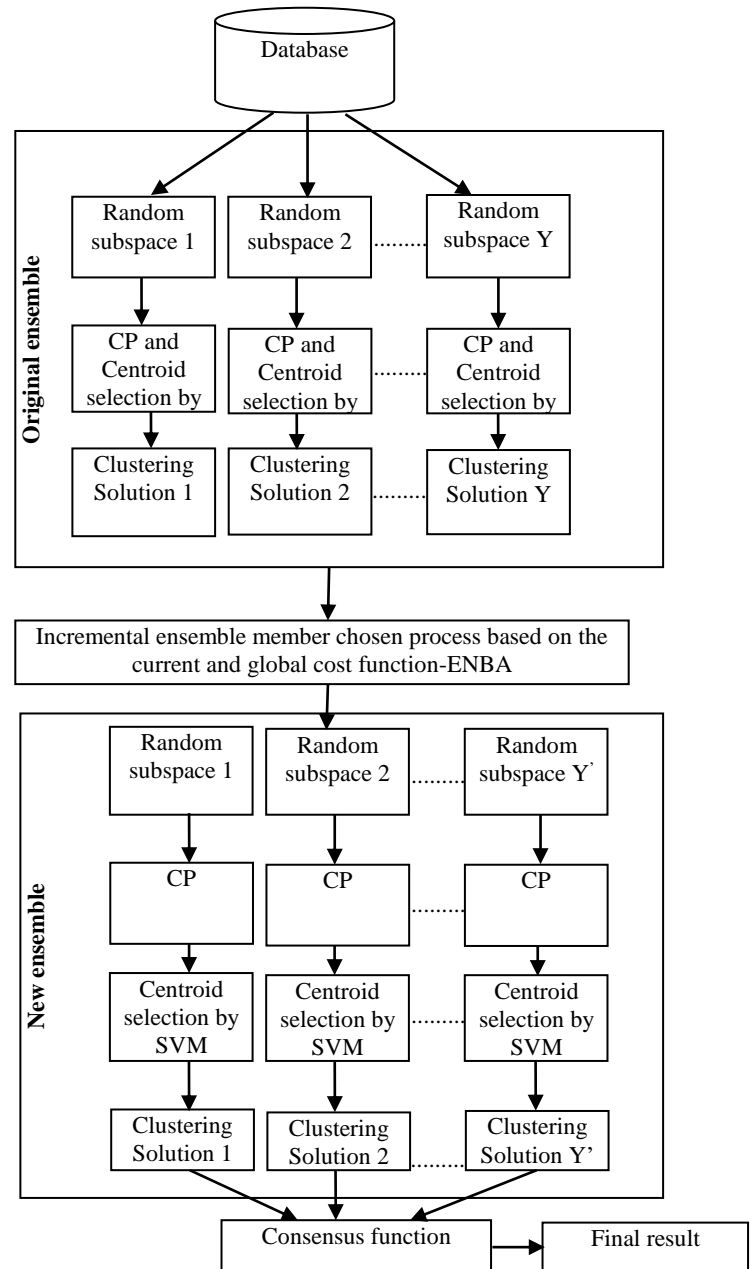 Database
Original ensemble
Random
subspace 1
Random
subspace 2
..........
Random
subspace Y
CP and
Centroid
selection by
CP and
Centroid
selection by
..........
CP and
Centroid
selection by
Clustering
Solution 1
Clustering
Solution 2
..........
Clustering
Solution Y
Incremental ensemble member chosen process based on the
current and global cost function-ENBA
New ensemble
Random
subspace 1
Random
subspace 2
..........
Random
subspace Y’
CP
CP
..........
CP
Centroid
selection by
SVM
Centroid
selection by
SVM
..........
Centroid
selection by
SVM
Clustering
Solution 1
Clustering
Solution 2
..........
Clustering
Solution Y’
Consensus function
Final result